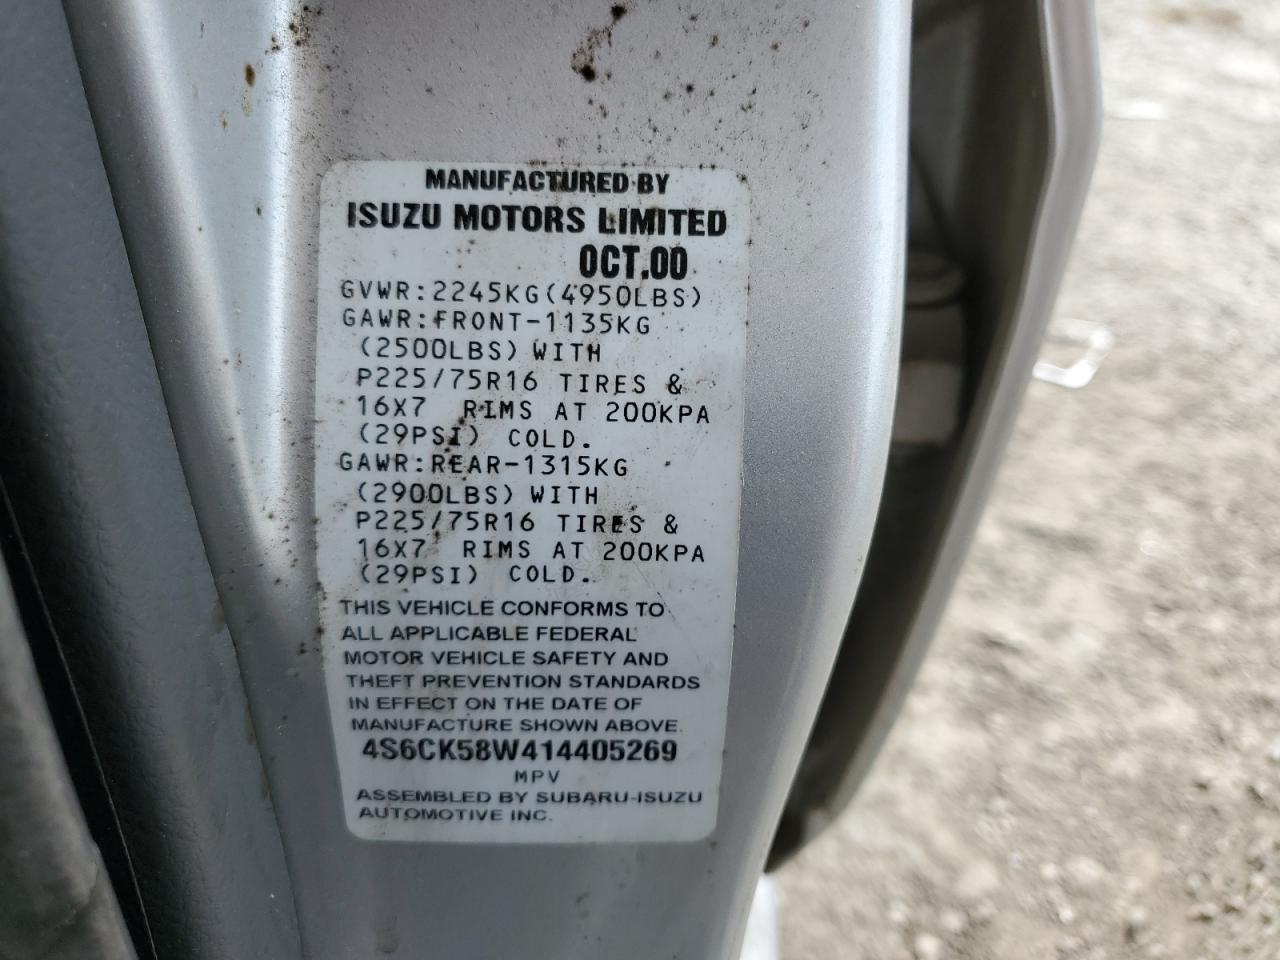 MANUFACTURED BY
ISUZU MOTORS LIMITED
OCT.00
GVWR:2245KG(4950LBS)
GAWR:FRONT-1135KG
(2500LBS) WITH
P225/75R16 TIRES &
16X7 RIMS AT 200KPA
(29PSI) COLD.
GAWR:REAR-1315KG
(2900LBS) WITH
P225/75R16 TIRES &
16X7 RIMS AT 200KPA
(29PSI) COLD.
THIS VEHICLE CONFORMS TO
ALL APPLICABLE FEDERAL
MOTOR VEHICLE SAFETY AND
THEFT PREVENTION STANDARDS
IN EFFECT ON THE DATE OF
MANUFACTURE SHOWN ABOVE.
4S6CK58W414405269
MPV
ASSEMBLED BY SUBARU-ISUZU
AUTOMOTIVE INC.